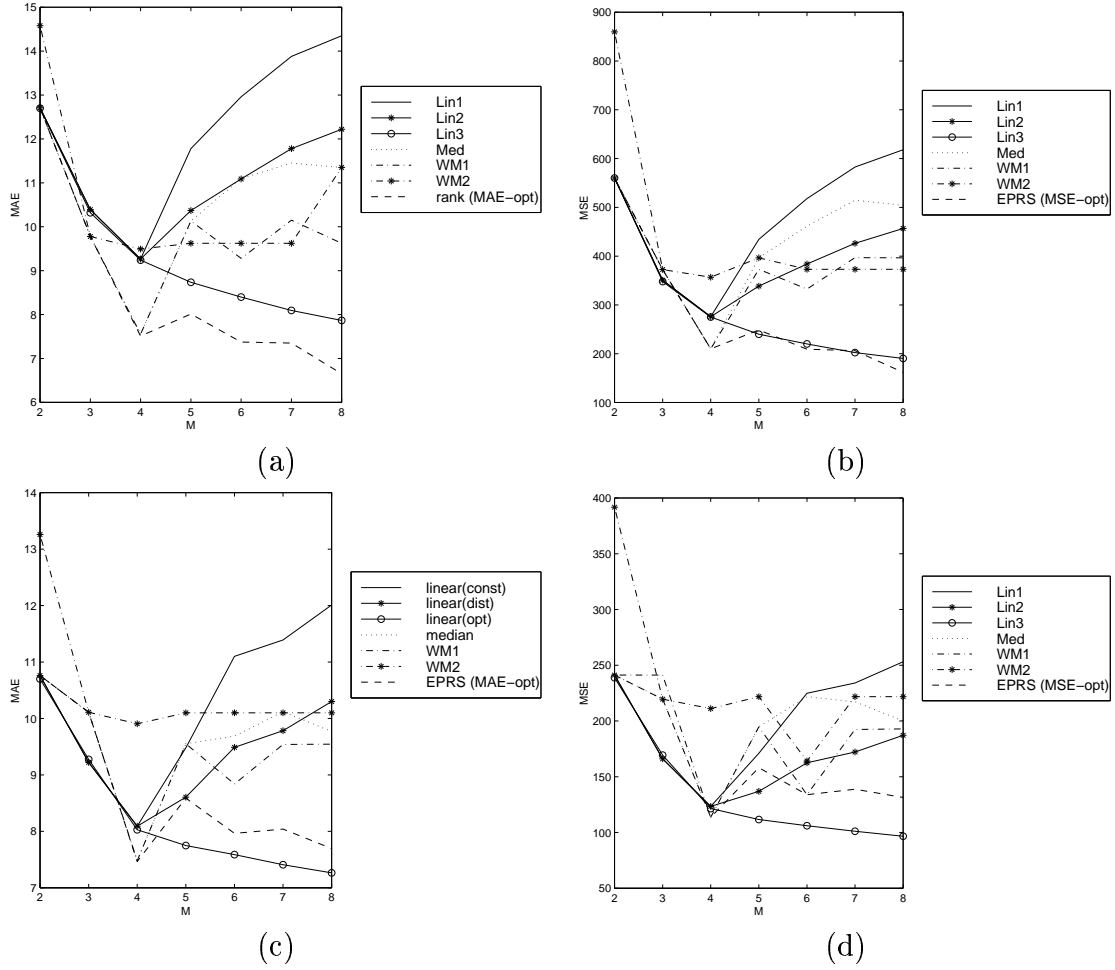 15
14
13
12
11
10
9
8
7
6
MAE
2 3 4 5 6 7 8
M
Lin1
Lin2
Lin3
Med
WM1
WM2
rank (MAE−opt)
(a)
900
800
700
600
500
400
300
200
100
MSE
2 3 4 5 6 7 8
M
Lin1
Lin2
Lin3
Med
WM1
WM2
EPRS (MSE−opt)
(b)
14
13
12
11
10
9
8
7
MAE
2 3 4 5 6 7 8
M
linear(const)
linear(dist)
linear(opt)
median
WM1
WM2
EPRS (MAE−opt)
(c)
400
350
300
250
200
150
100
50
MSE
2 3 4 5 6 7 8
M
Lin1
Lin2
Lin3
Med
WM1
WM2
EPRS (MSE−opt)
(d)